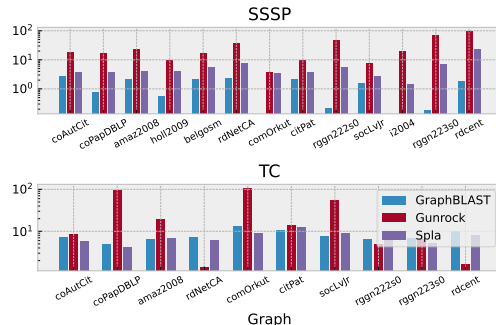 SSSP
10²
10¹
10⁰
coAutCit
coPapDBLP
amaz2008
holl2009
belgosm
rdNetCA
comOrkut
citPat
rggn222s0
socLvJr
i2004
rggn223s0
rdcent
TC
10²
10¹
GraphBLAST
Gunrock
Spla
coAutCit
coPapDBLP
amaz2008
rdNetCA
comOrkut
citPat
socLvJr
rggn222s0
rggn223s0
rdcent
Graph